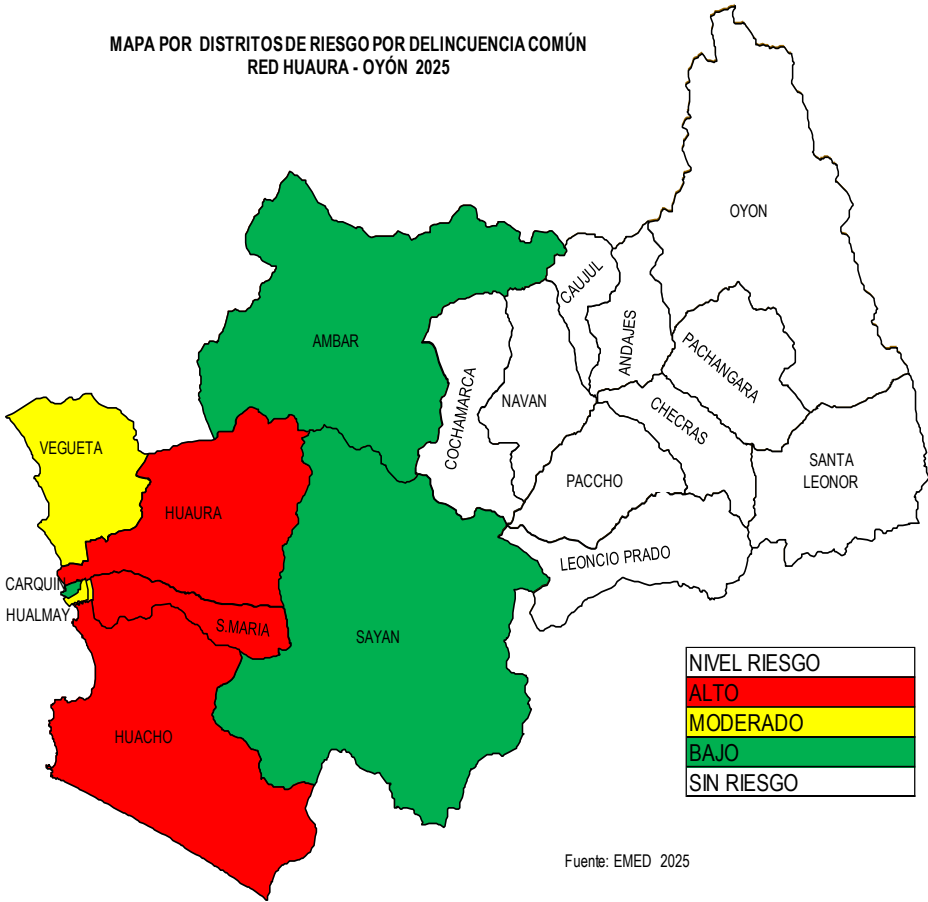 MAPA POR DISTRITOS DE RIESGO POR DELINCUENCIA COMÚN
RED HUAURA - OYÓN 2025
OYON
CAUJUL
ANDAJES
AMBAR
PACHANGARA
COCHAMARCA
NAVAN
CHECRAS
VEGUETA
SANTA
LEONOR
PACCHO
HUAURA
LEONCIO PRADO
CARQUIN
HUALMAY
S.MARIA
SAYAN
HUACHO
NIVEL RIESGO
ALTO
MODERADO
BAJO
SIN RIESGO
Fuente: EMED 2025